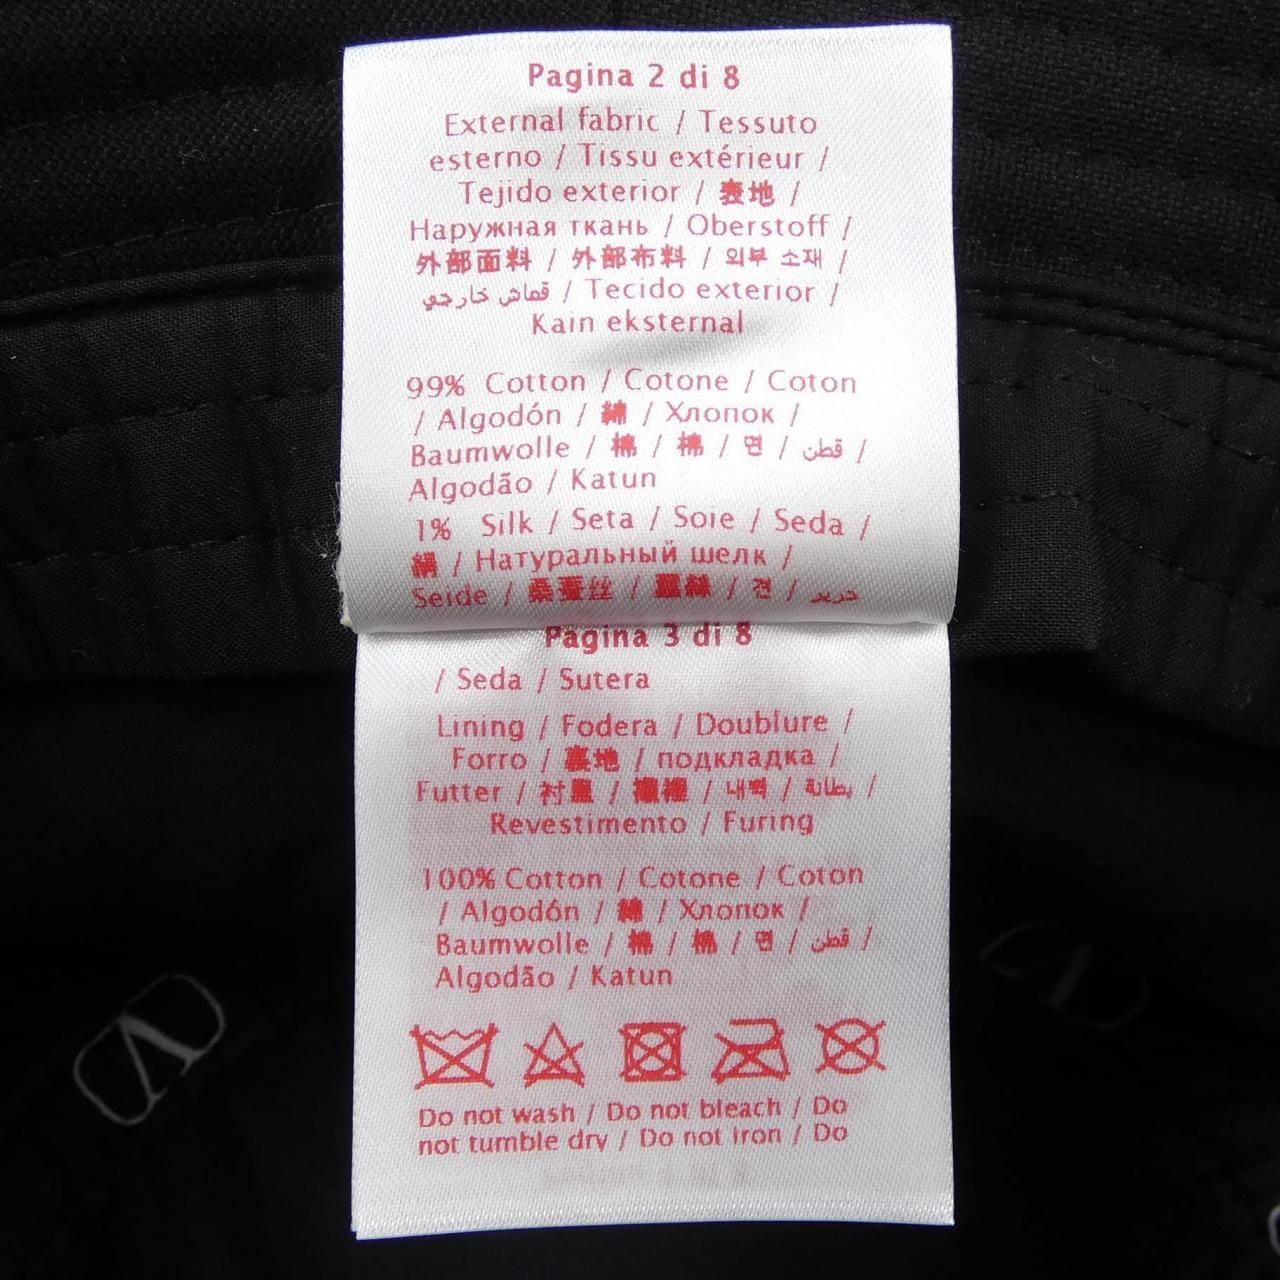 Pagina 2 di 8
External fabric / Tessuto
esterno / Tissu extérieur /
Tejido exterior / 表地 /
Наружная ткань / Oberstoff /
外部面料 / 外部布料 / 외부 소재 /
قماش خارجي / Tecido exterior /
Kain eksternal
99% Cotton / Cotone / Coton
/ Algodón / 綿 / Хлопок /
Baumwolle / 棉 / 棉 / 면 / قطن /
Algodão / Katun
1% Silk / Seta / Soie / Seda /
絹 / Натуральный шелк /
Seide / 桑蚕丝 / 蠶絲 / 견 / حرير
Pagina 3 di 8
/ Seda / Sutera
Lining / Fodera / Doublure /
Forro / 裏地 / подкладка /
Futter / 衬里 / 襯裡 / 내벽 / بطانة /
Revestimento / Furing
100% Cotton / Cotone / Coton
/ Algodón / 綿 / Хлопок /
Baumwolle / 棉 / 棉 / 면 / قطن /
Algodão / Katun
Do not wash / Do not bleach / Do
not tumble dry / Do not iron / Do